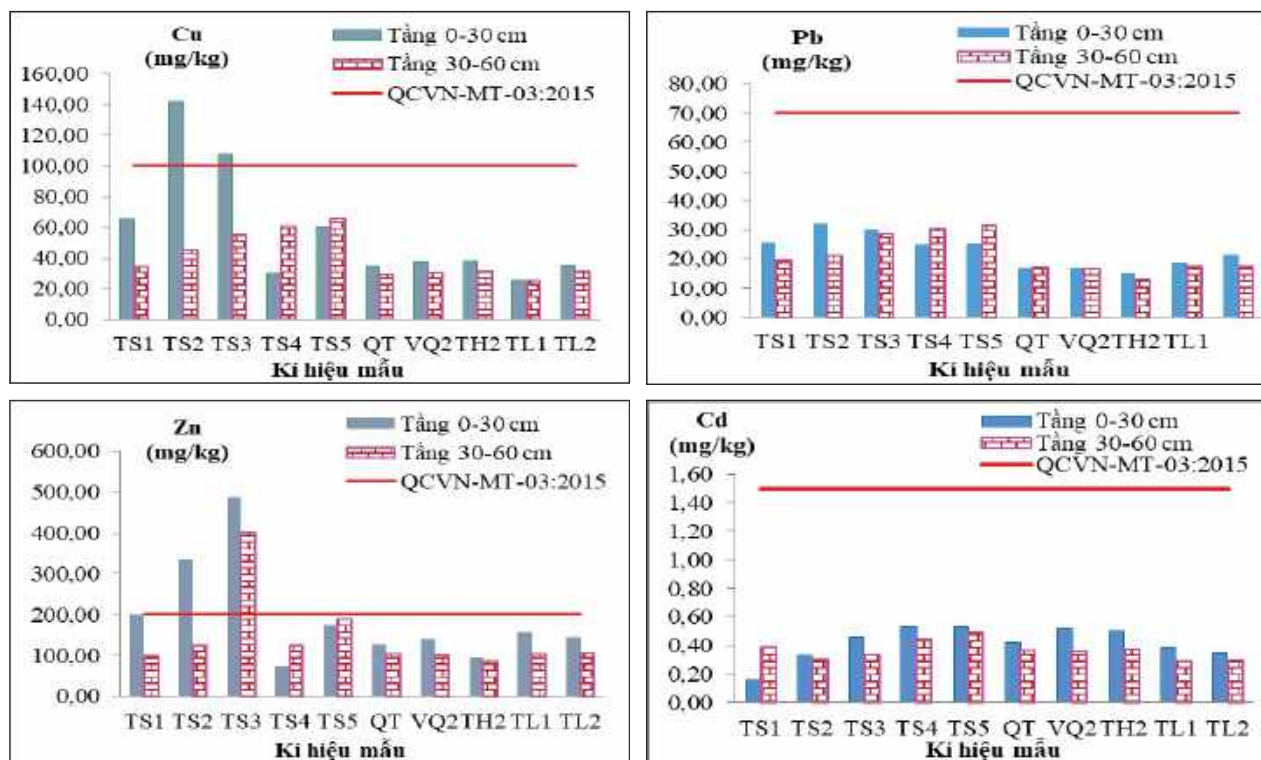 Cu
(mg/kg)
Tầng 0-30 cm
Tầng 30-60 cm
QCVN-MT-03:2015
160,00
140,00
120,00
100,00
80,00
60,00
40,00
20,00
0,00
TS1 TS2 TS3 TS4 TS5 QT VQ2 TH2 TL1 TL2
Kí hiệu mẫu
Pb
(mg/kg)
Tầng 0-30 cm
Tầng 30-60 cm
QCVN-MT-03:2015
80,00
70,00
60,00
50,00
40,00
30,00
20,00
10,00
0,00
TS1 TS2 TS3 TS4 TS5 QT VQ2 TH2 TL1
Kí hiệu mẫu
Zn
(mg/kg)
Tầng 0-30 cm
Tầng 30-60 cm
QCVN-MT-03:2015
600,00
500,00
400,00
300,00
200,00
100,00
0,00
TS1 TS2 TS3 TS4 TS5 QT VQ2 TH2 TL1 TL2
Kí hiệu mẫu
Cd
(mg/kg)
Tầng 0-30 cm
Tầng 30-60 cm
QCVN-MT-03:2015
1,60
1,40
1,20
1,00
0,80
0,60
0,40
0,20
0,00
TS1 TS2 TS3 TS4 TS5 QT VQ2 TH2 TL1 TL2
Kí hiệu mẫu